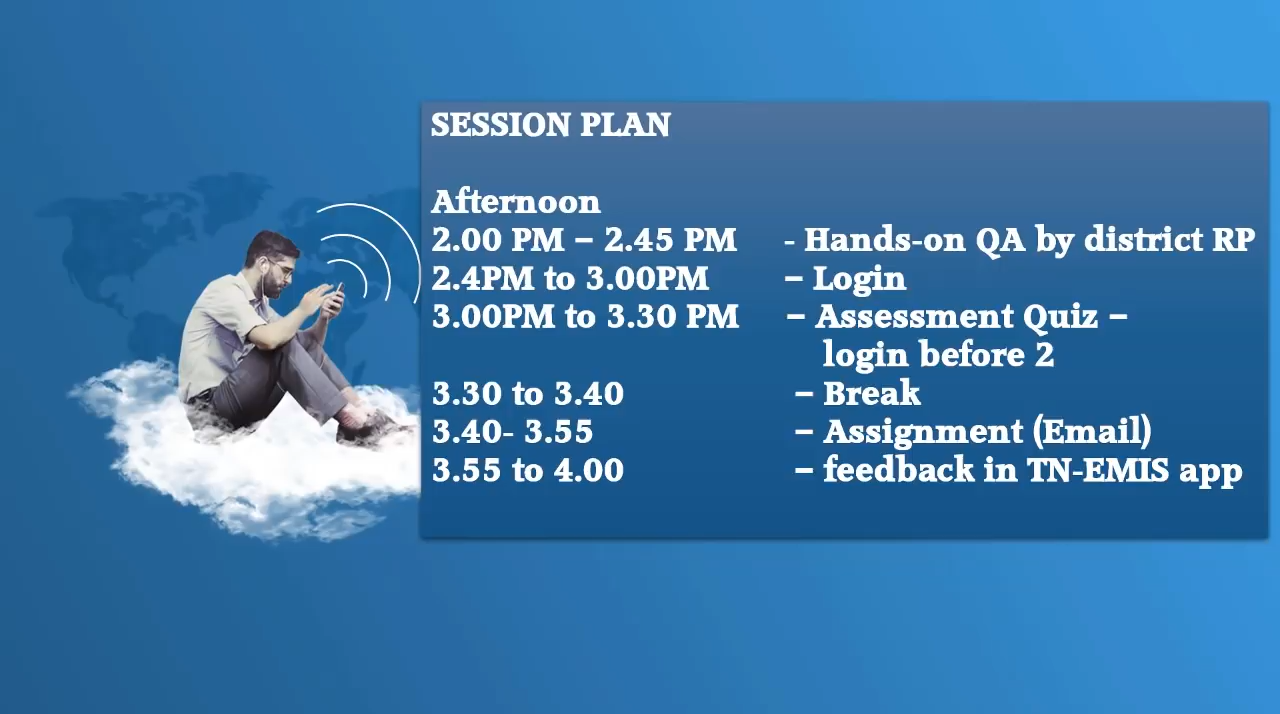 SESSION PLAN
Afternoon
2.00 PM – 2.45 PM - Hands-on QA by district RP
2.4PM to 3.00PM – Login
3.00PM to 3.30 PM – Assessment Quiz –
login before 2
3.30 to 3.40 – Break
3.40- 3.55 – Assignment (Email)
3.55 to 4.00 – feedback in TN-EMIS app